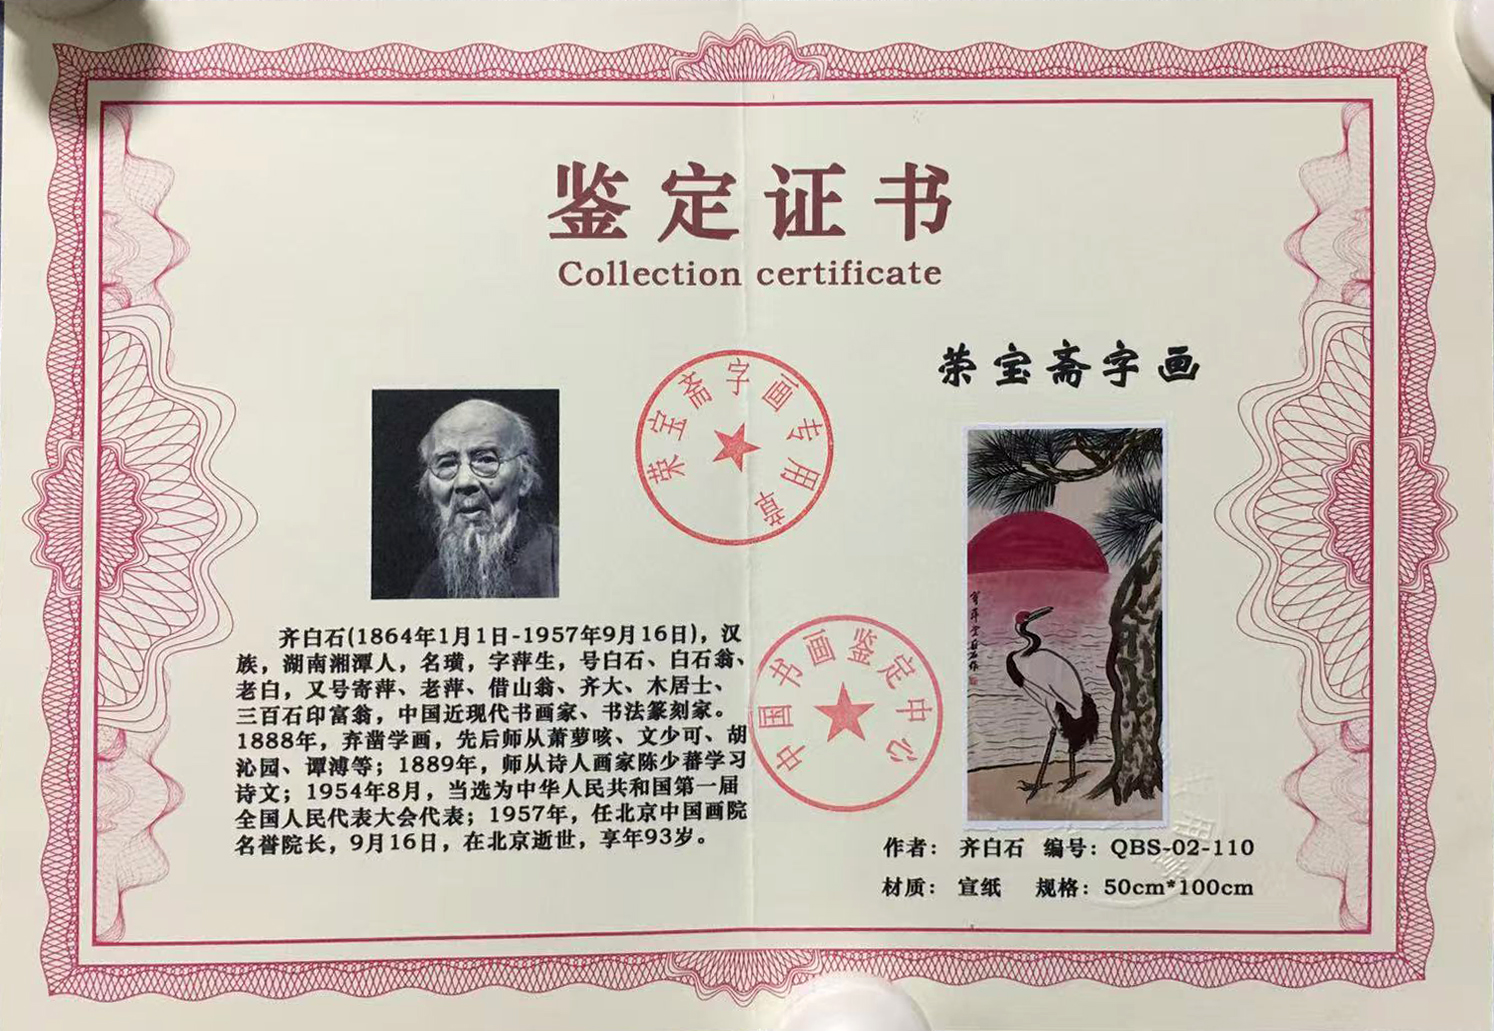 鉴定证书
Collection certificate
荣宝斋字画
荣宝斋字画专用章
齐白石(1864年1月1日-1957年9月16日)，汉
族，湖南湘潭人，名璜，字萍生，号白石、白石翁、
老白，又号寄萍、老萍、借山翁、齐大、木居士、
三百石印富翁，中国近现代书画家、书法篆刻家。
1888年，弃凿学画，先后师从萧萝咳、文少可、胡
沁园、谭溥等；1889年，师从诗人画家陈少蕃学习
诗文；1954年8月，当选为中华人民共和国第一届
全国人民代表大会代表；1957年，任北京中国画院
名誉院长，9月16日，在北京逝世，享年93岁。
中国书画鉴定中心
作者： 齐白石 编号：QBS-02-110
材质： 宣纸 规格：50cm*100cm